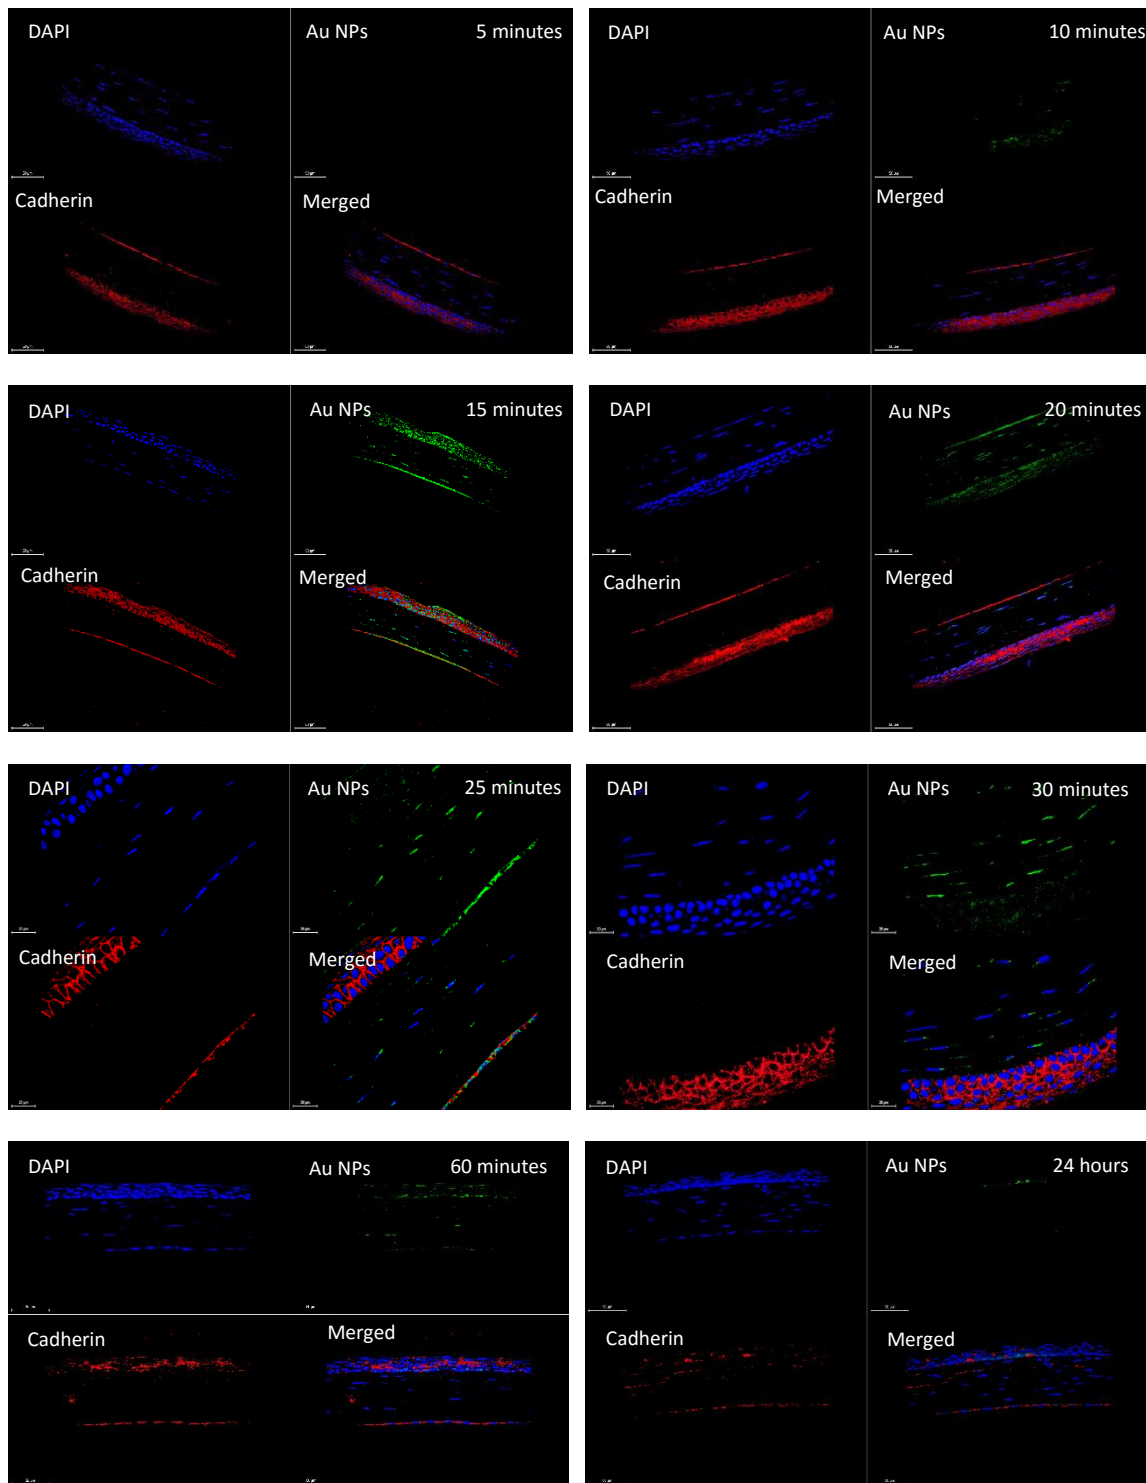 DAPI
Au NPs 5 minutes
Cadherin
Merged
DAPI
Au NPs 10 minutes
Cadherin
Merged
DAPI
Au NPs 15 minutes
Cadherin
Merged
DAPI
Au NPs 20 minutes
Cadherin
Merged
DAPI
Au NPs 25 minutes
Cadherin
Merged
DAPI
Au NPs 30 minutes
Cadherin
Merged
DAPI
Au NPs 60 minutes
Cadherin
Merged
DAPI
Au NPs 24 hours
Cadherin
Merged